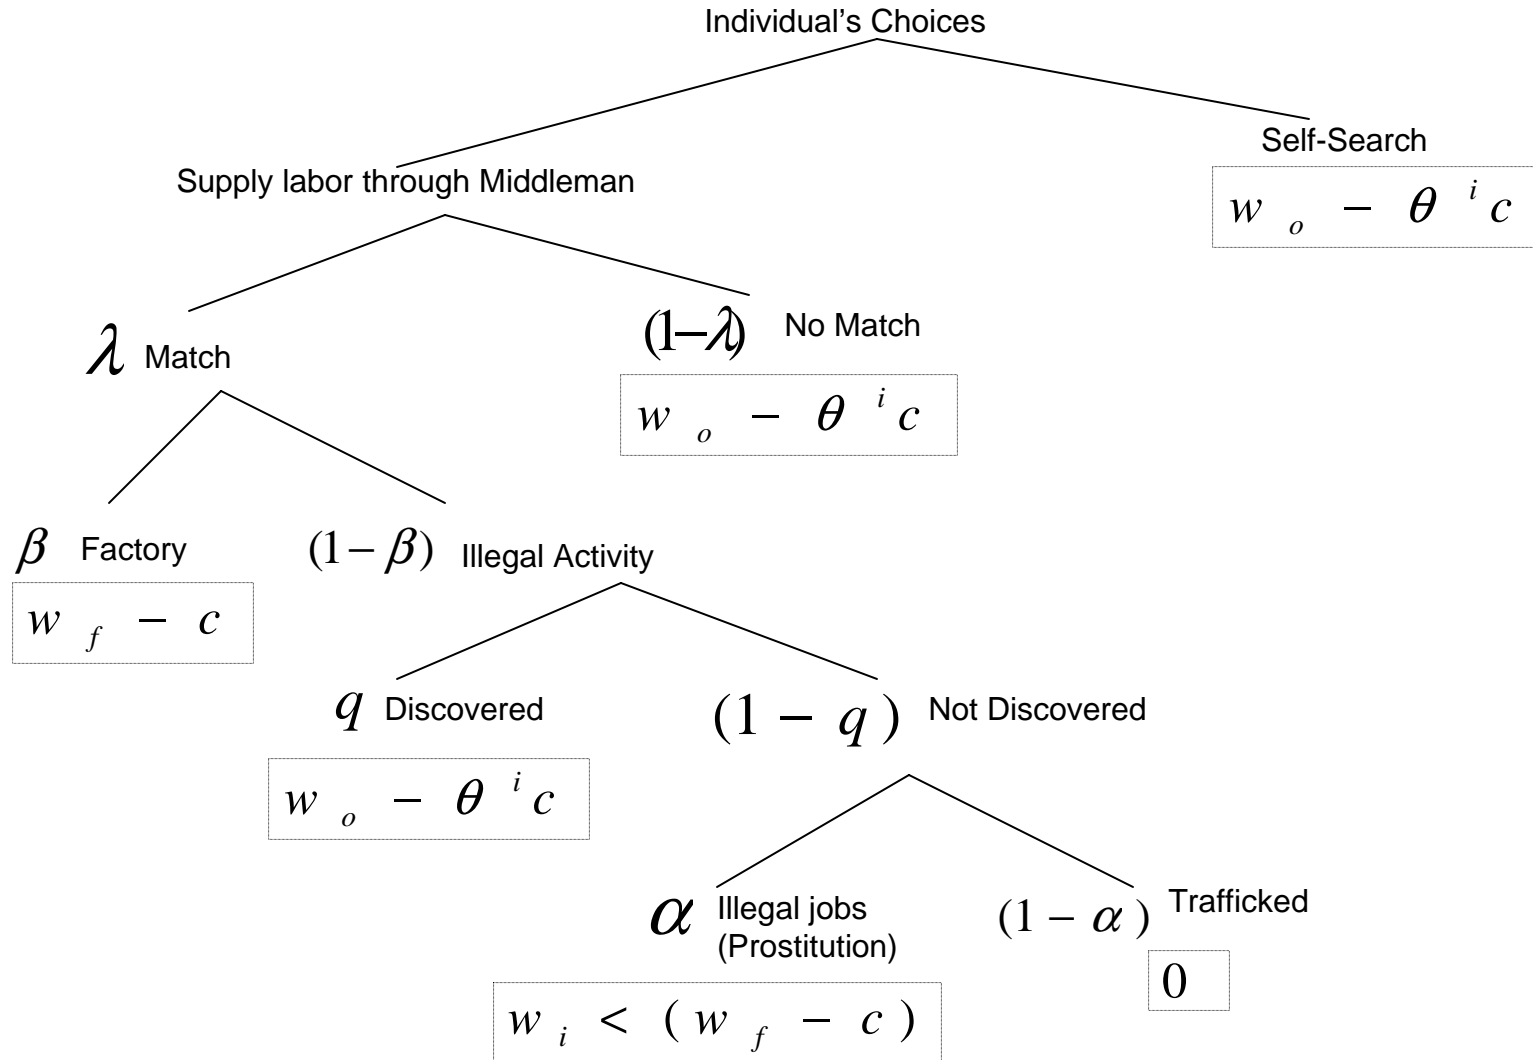 Individual's Choices
Self-Search
w_o − θ^i c
Supply labor through Middleman
λ Match
(1−λ) No Match
w_o − θ^i c
β Factory
w_f − c
(1−β) Illegal Activity
q Discovered
w_o − θ^i c
(1 − q) Not Discovered
α Illegal jobs
(Prostitution)
w_i < (w_f − c)
(1 − α) Trafficked
0